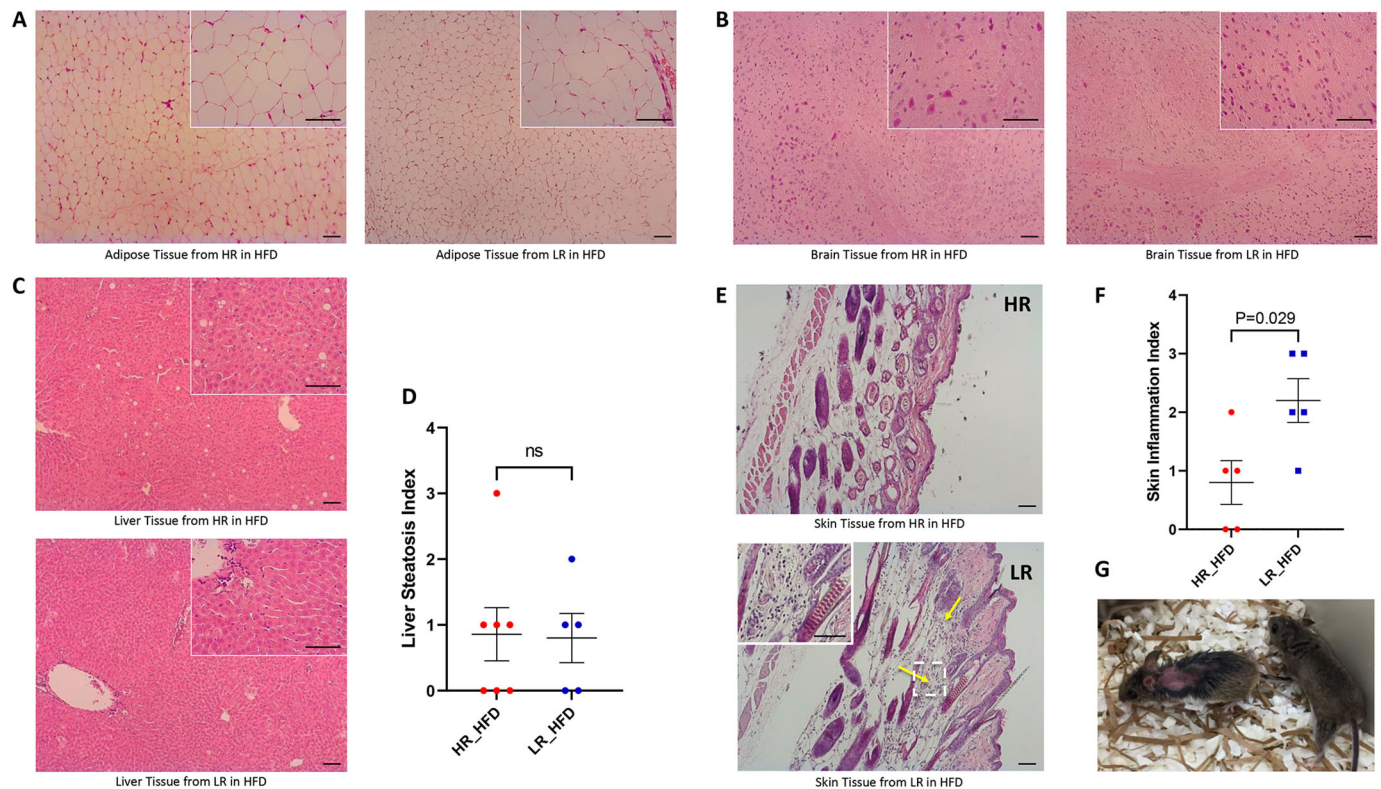 A
B
Adipose Tissue from HR in HFD
Adipose Tissue from LR in HFD
Brain Tissue from HR in HFD
Brain Tissue from LR in HFD
C
Liver Tissue from HR in HFD
Liver Tissue from LR in HFD
D
Liver Steatosis Index
4
3
2
1
0
ns
HR_HFD
LR_HFD
E
HR
Skin Tissue from HR in HFD
LR
Skin Tissue from LR in HFD
F
Skin Inflammation Index
4
3
2
1
0
P=0.029
HR_HFD
LR_HFD
G